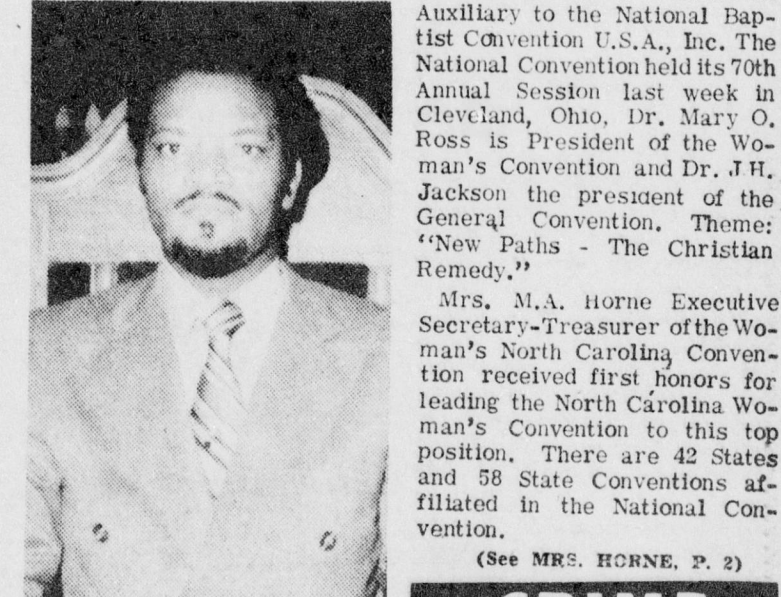 Auxiliary to the National Bap-
tist Convention U.S.A., Inc. The
National Convention held its 70th
Annual Session last week in
Cleveland, Ohio, Dr. Mary O.
Ross is President of the Wo-
man's Convention and Dr. J.H.
Jackson the president of the
General Convention. Theme:
“New Paths - The Christian
Remedy.”
Mrs. M.A. Horne Executive
Secretary-Treasurer of the Wo-
man's North Carolina Conven-
tion received first honors for
leading the North Carolina Wo-
man's Convention to this top
position. There are 42 States
and 58 State Conventions af-
filiated in the National Con-
vention.
(See MRS. HORNE, P. 2)